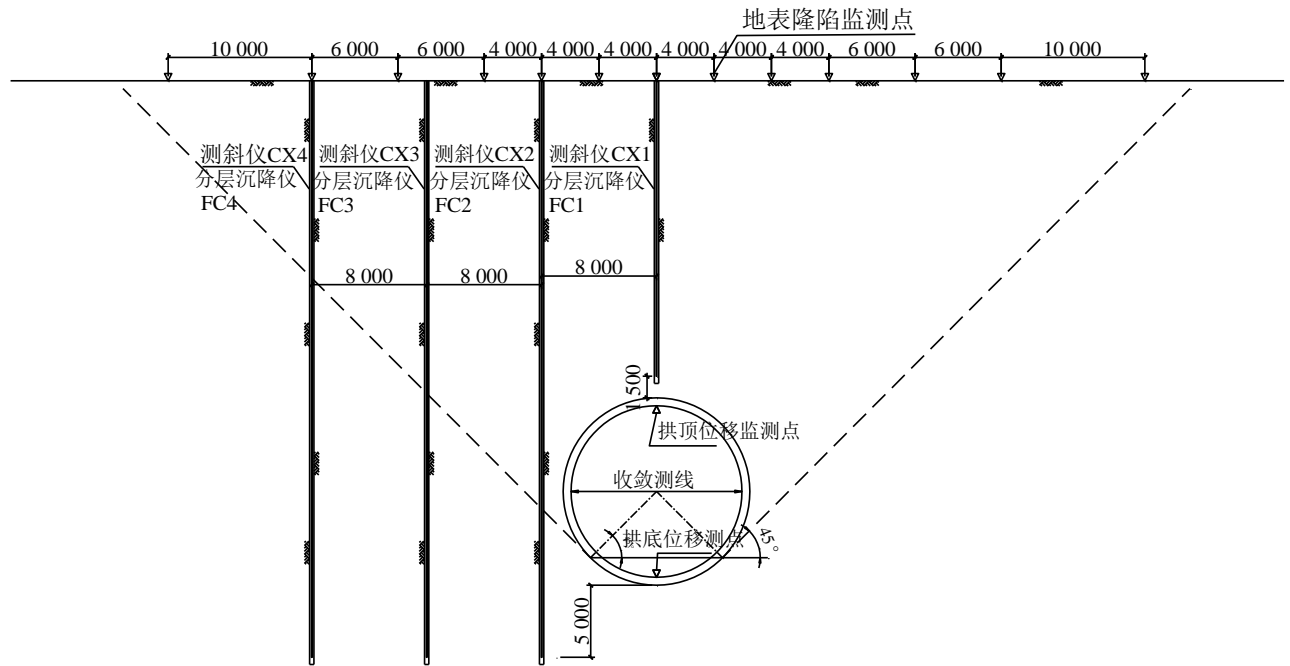 地表隆陷监测点
10 000 6 000 6 000 4 000 4 000 4 000 4 000 4 000 4 000 6 000 6 000 10 000
测斜仪CX4 测斜仪CX3 测斜仪CX2 测斜仪CX1
分层沉降仪 分层沉降仪 分层沉降仪 分层沉降仪
FC4 FC3 FC2 FC1
8 000 8 000 8 000
1 500
拱顶位移监测点
收敛测线
拱底位移测点
45°
5 000